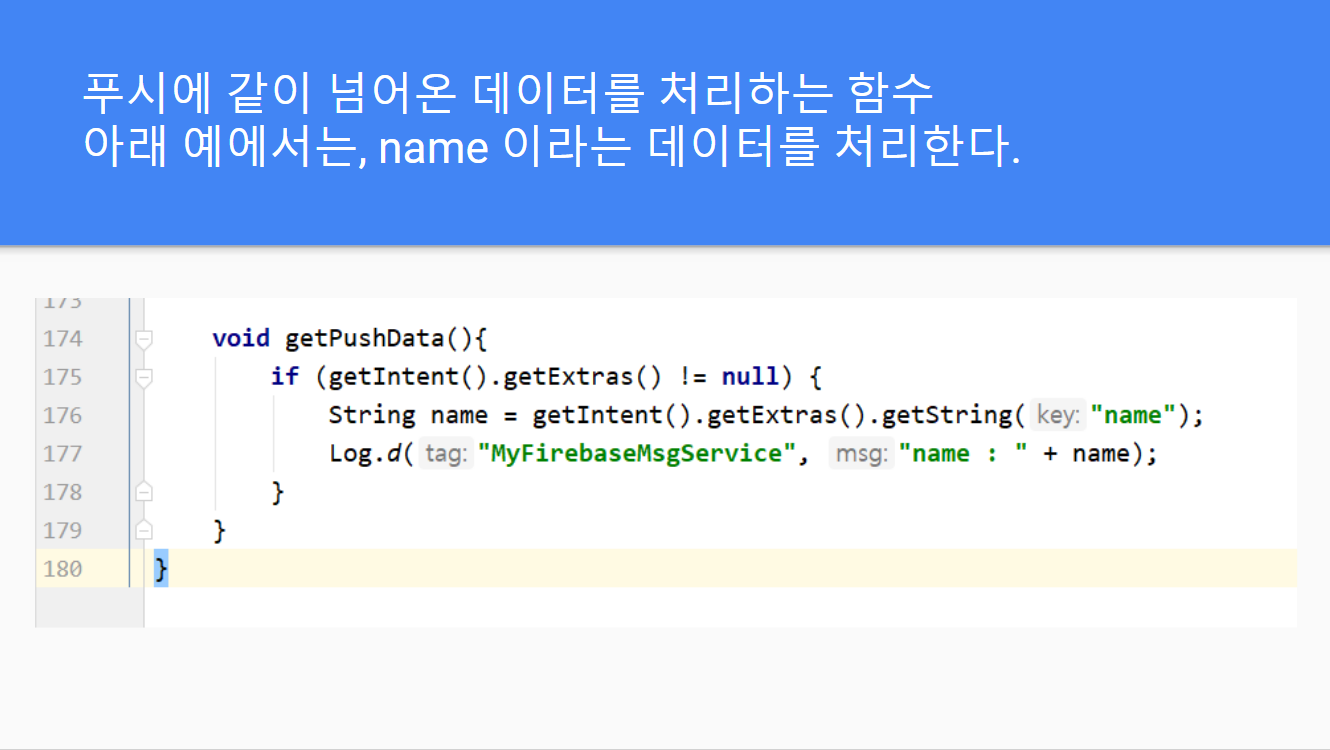 푸시에 같이 넘어온 데이터를 처리하는 함수
아래 예에서는, name 이라는 데이터를 처리한다.
173
174 void getPushData(){
175 if (getIntent().getExtras() != null) {
176 String name = getIntent().getExtras().getString( key: "name");
177 Log.d( tag: "MyFirebaseMsgService", msg: "name : " + name);
178 }
179 }
180 }